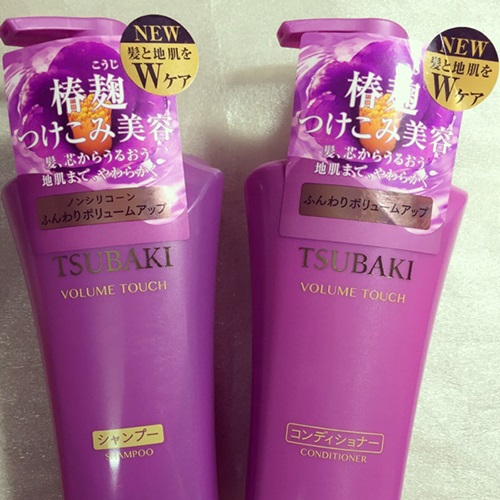 NEW
髪と地肌を
Wケア
こうじ
椿麹
つけこみ美容
髪、芯からうるおう
地肌まで、やわらかく
ノンシリコーン
ふんわりボリュームアップ
TSUBAKI
VOLUME TOUCH
シャンプー
SHAMPOO
NEW
髪と地肌を
Wケア
こうじ
椿麹
つけこみ美容
髪、芯からうるおう
地肌まで、やわらかく
ふんわりボリュームアップ
TSUBAKI
VOLUME TOUCH
コンディショナー
CONDITIONER